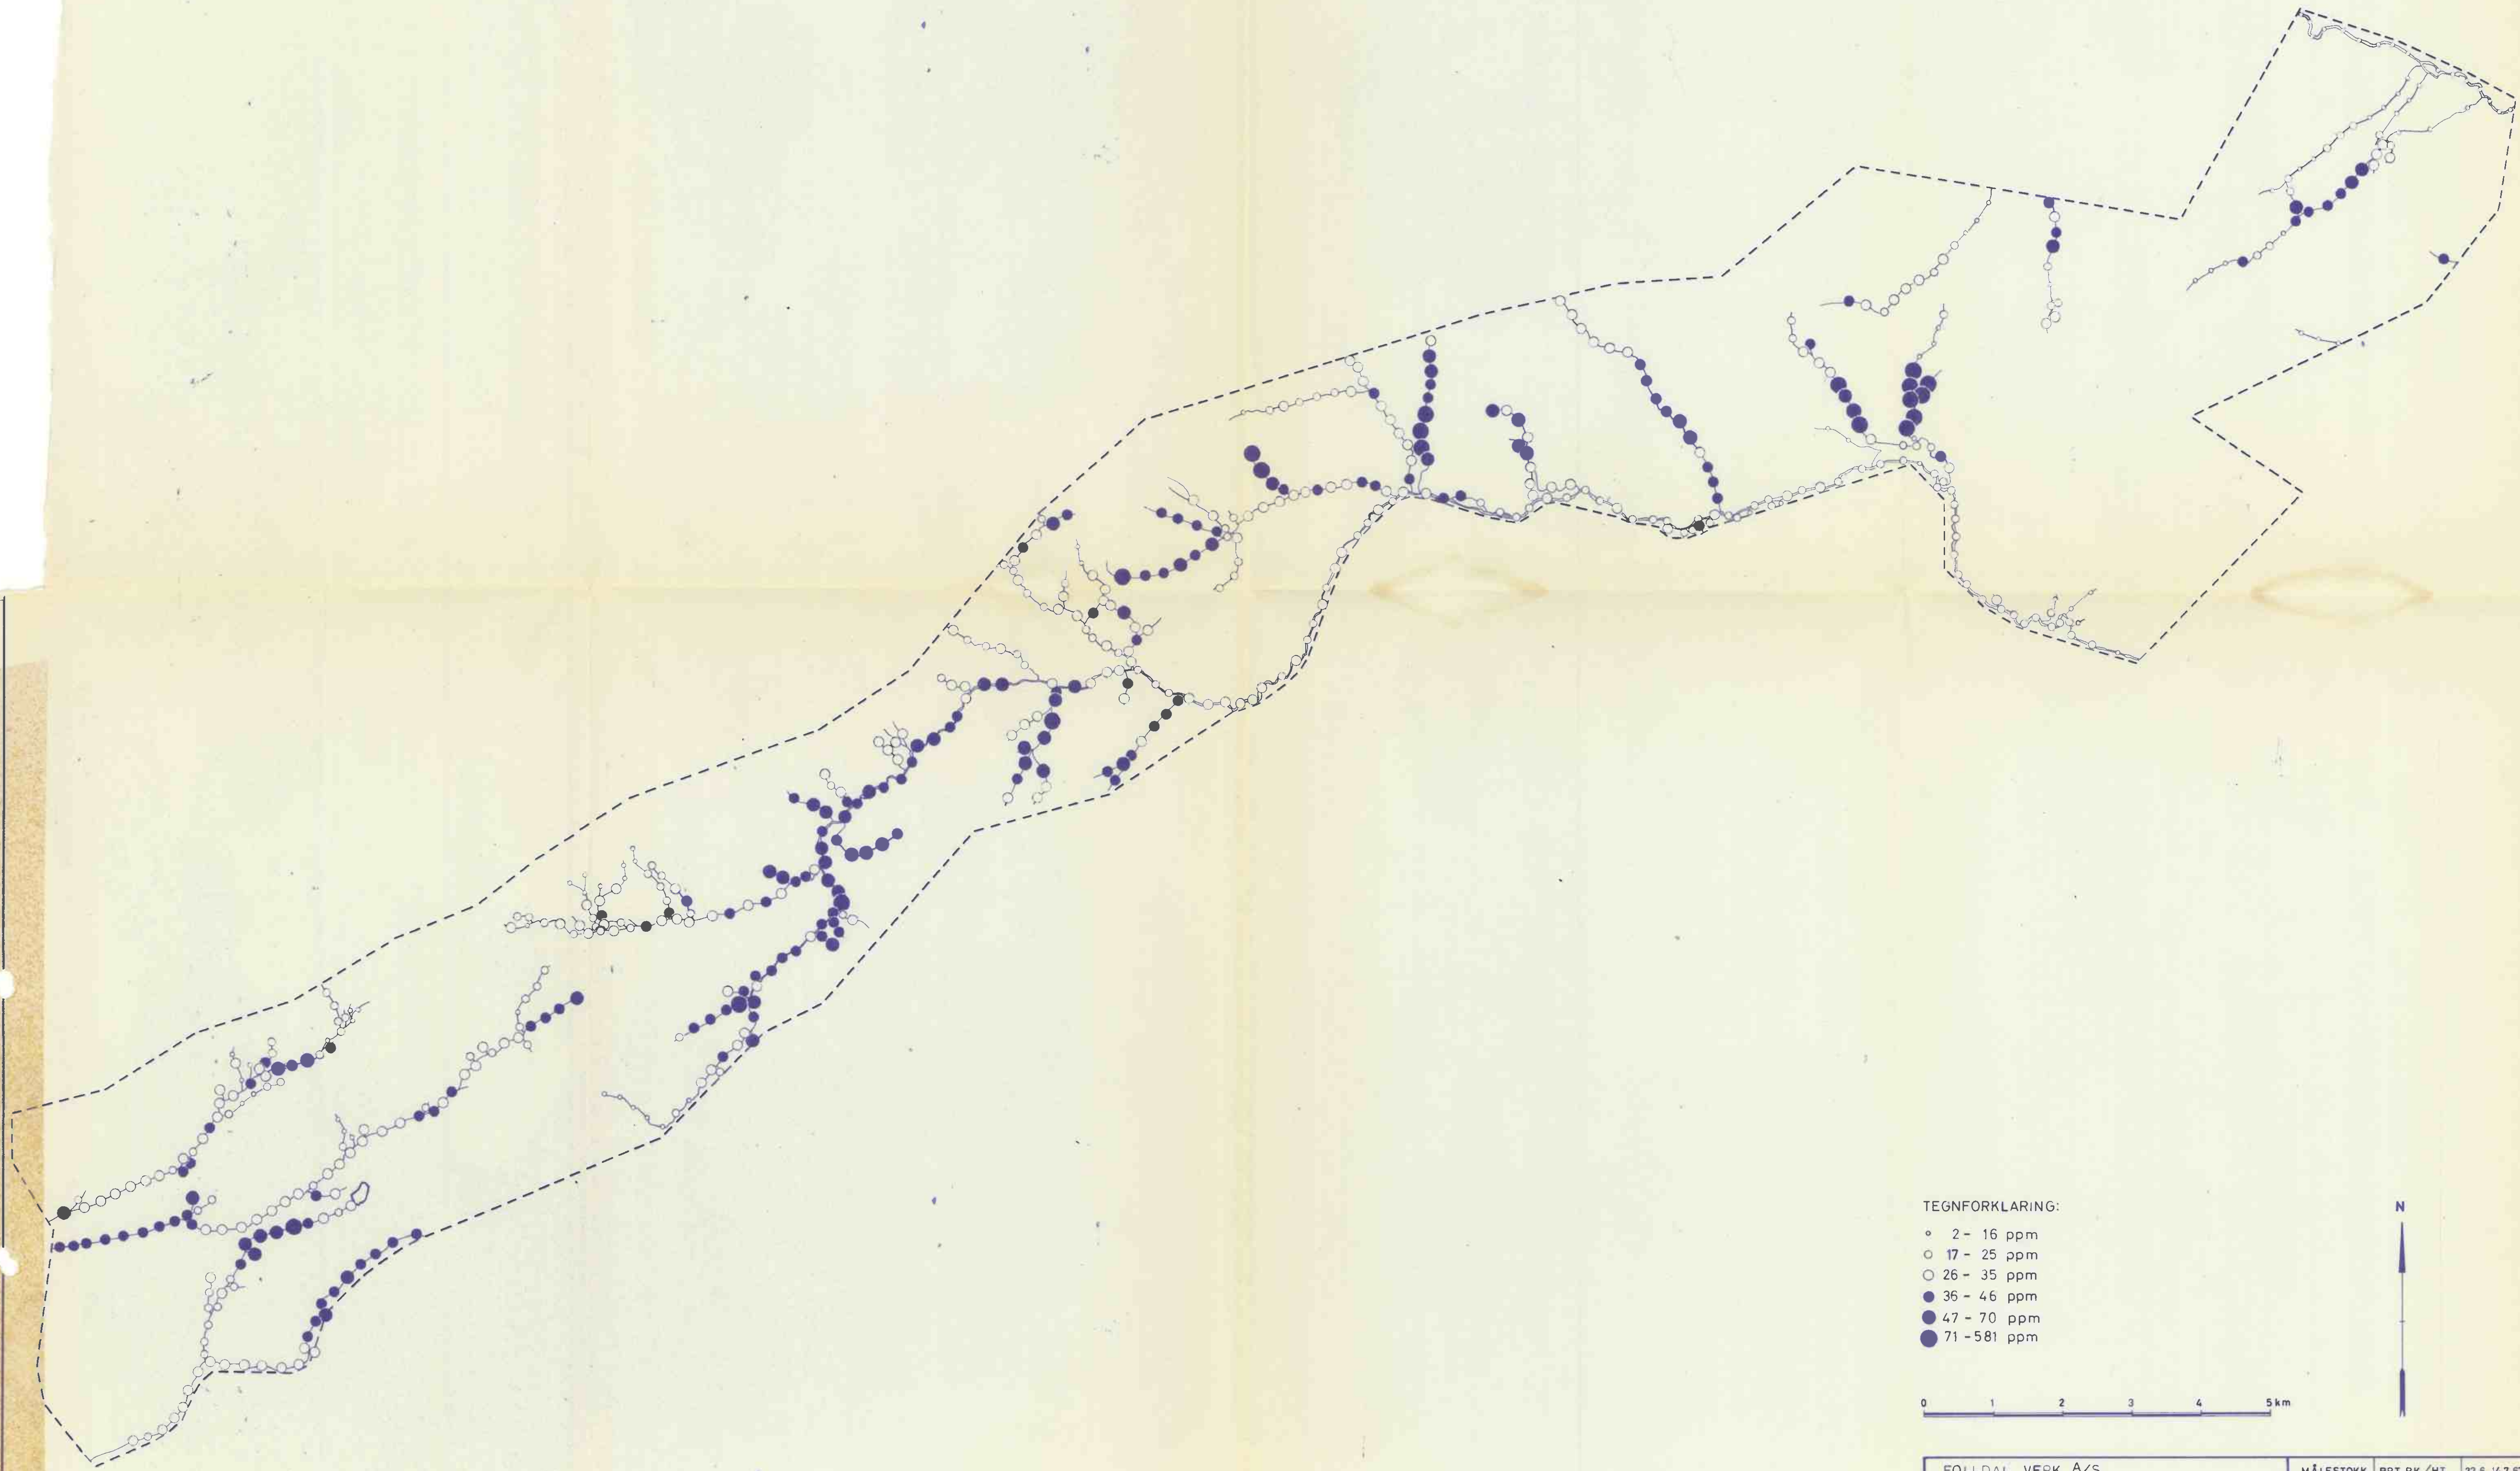 TEGNFORKLARING:
2 - 16 ppm
17 - 25 ppm
26 - 35 ppm
36 - 46 ppm
47 - 70 ppm
71 - 581 ppm
N
0 1 2 3 4 5 km
FOLLDAL VERK A/S MÅLESTOKK